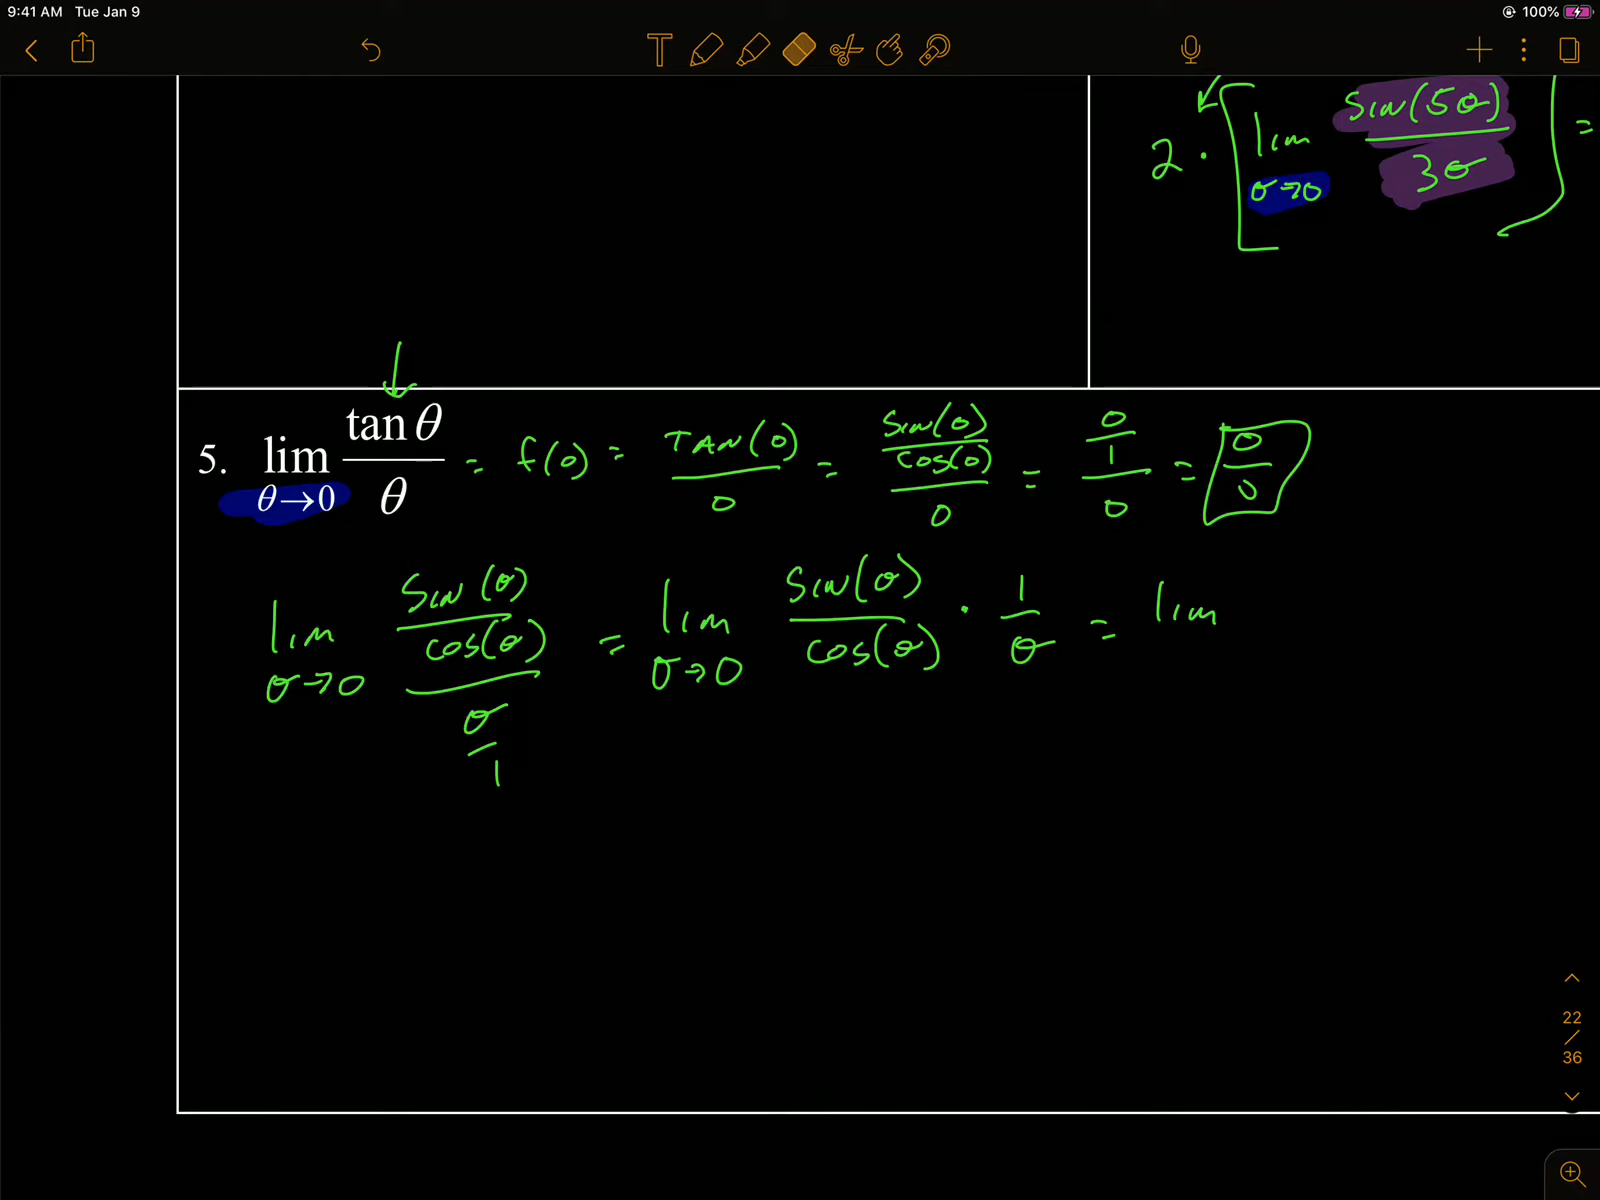 9:41 AM Tue Jan 9
100%
2 · [ lim θ→0 sin(5θ)/3θ ] =
5. lim θ→0 tan θ/θ = f(0) = TAN(0)/0 = (sin(0)/cos(0))/0 = (0/1)/0 = 0/0
lim θ→0 (sin(θ)/cos(θ))/(θ/1) = lim θ→0 sin(θ)/cos(θ) · 1/θ = lim
22
/
36